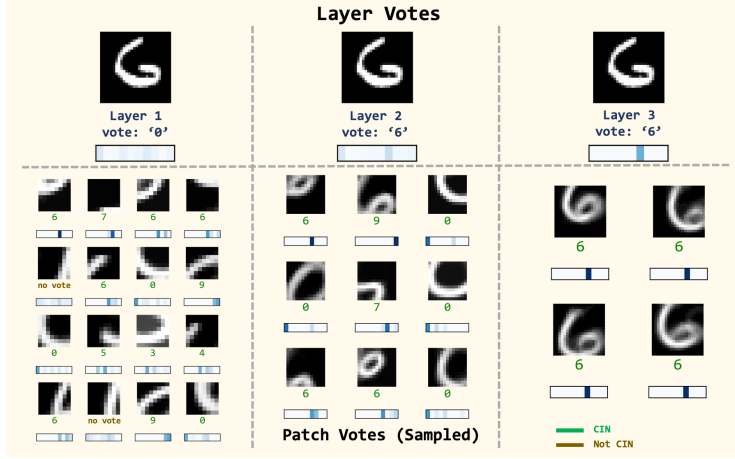 Layer Votes
Layer 1
vote: ‘0’
Layer 2
vote: ‘6’
Layer 3
vote: ‘6’
6 7 6 6
no vote 6 0 9
0 5 3 4
6 no vote 9 0
6 9 0
0 7 0
6 6 0
Patch Votes (Sampled)
6 6
6 6
CIN
Not CIN